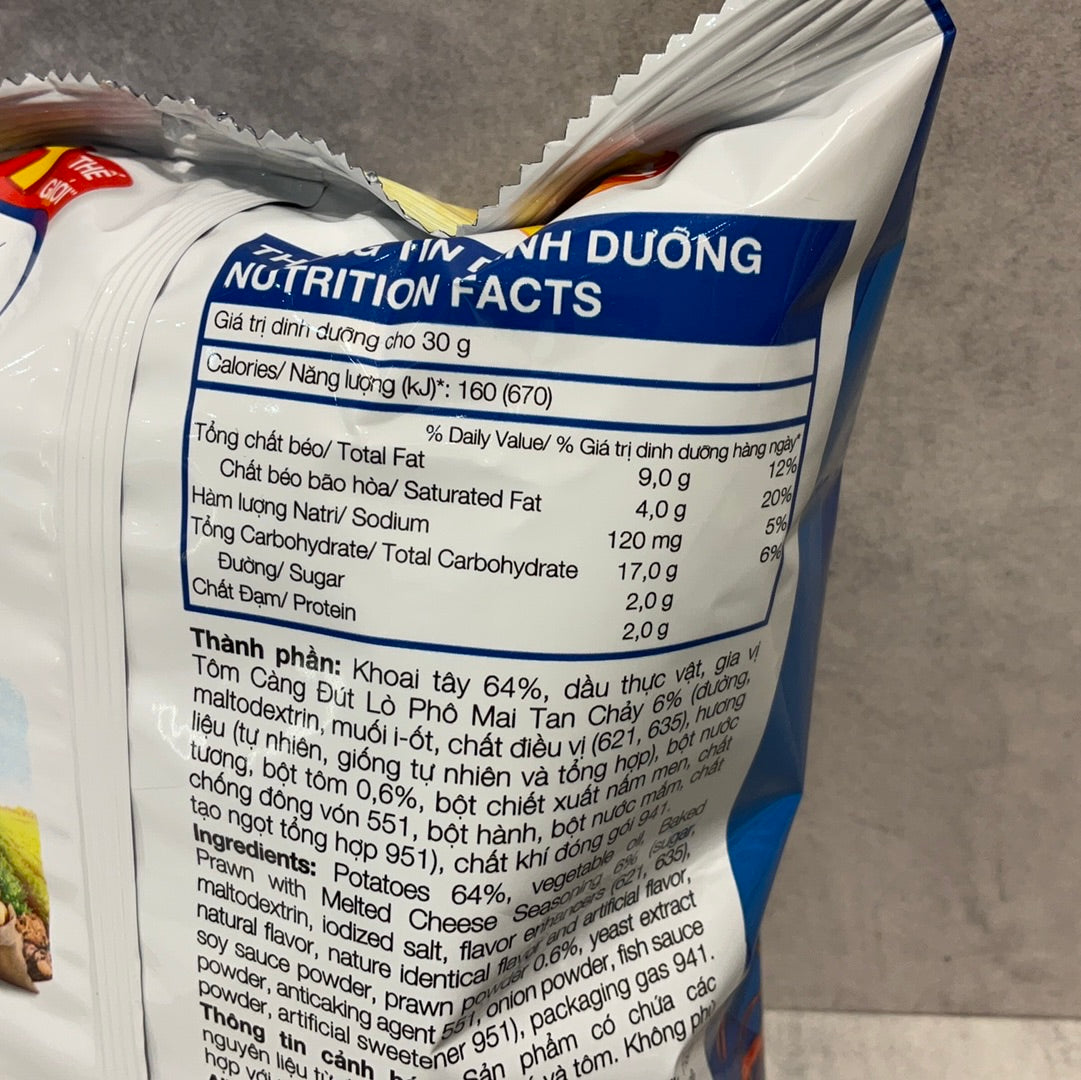 THẾ
GIỚI
NH DƯỠNG
NUTRITION FACTS
Giá trị dinh dưỡng cho 30 g
Calories/ Năng lượng (kJ)*: 160 (670)
% Daily Value/ % Giá trị dinh dưỡng hàng ngày*
Tổng chất béo/ Total Fat 9,0 g 12%
Chất béo bão hòa/ Saturated Fat 4,0 g 20%
Hàm lượng Natri/ Sodium 120 mg 5%
Tổng Carbohydrate/ Total Carbohydrate 17,0 g 6%
Đường/ Sugar 2,0 g
Chất Đạm/ Protein 2,0 g
Thành phần: Khoai tây 64%, dầu thực vật, gia vị
Tôm Càng Đút Lò Phô Mai Tan Chảy 6% (đường,
maltodextrin, muối i-ốt, chất điều vị (621, 635), hương
liệu (tự nhiên, giống tự nhiên và tổng hợp), bột nước
tương, bột tôm 0,6%, bột chiết xuất nấm men, chất
chống đông vón 551, bột hành, bột nước mắm, chất
tạo ngọt tổng hợp 951), chất khí đóng gói 941.
Ingredients: Potatoes 64%, vegetable oil, Baked
Prawn with Melted Cheese Seasoning 6% (sugar,
maltodextrin, iodized salt, flavor enhancers (621, 635),
natural flavor, nature identical flavor and artificial flavor,
soy sauce powder, prawn powder 0.6%, yeast extract
powder, anticaking agent 551, onion powder, fish sauce
powder, artificial sweetener 951), packaging gas 941.
Thông tin cảnh Sản phẩm có chứa các
nguyên liệu từ và tôm. Không
hợp với